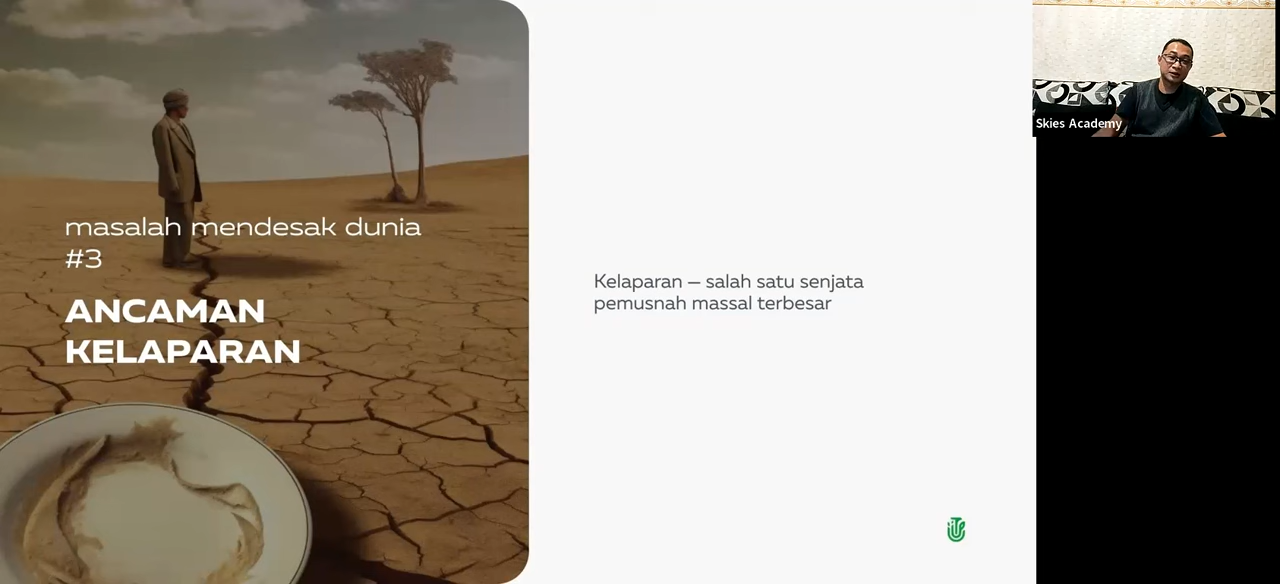 masalah mendesak dunia
#3
ANCAMAN
KELAPARAN
Kelaparan — salah satu senjata
pemusnah massal terbesar
Skies Academy